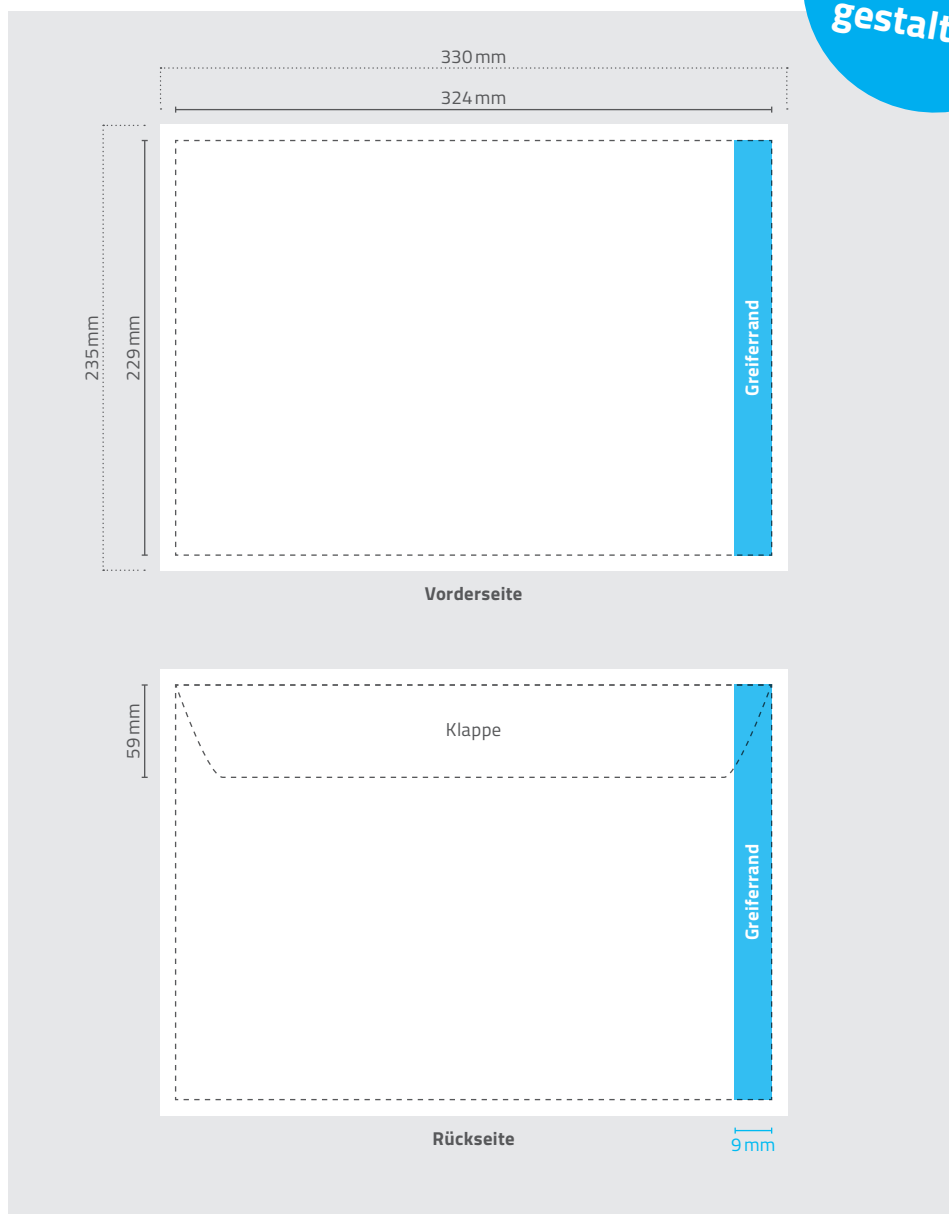 gestalt
330 mm
324 mm
235 mm
229 mm
Greiferrand
Vorderseite
59 mm
Klappe
Greiferrand
Rückseite
9 mm